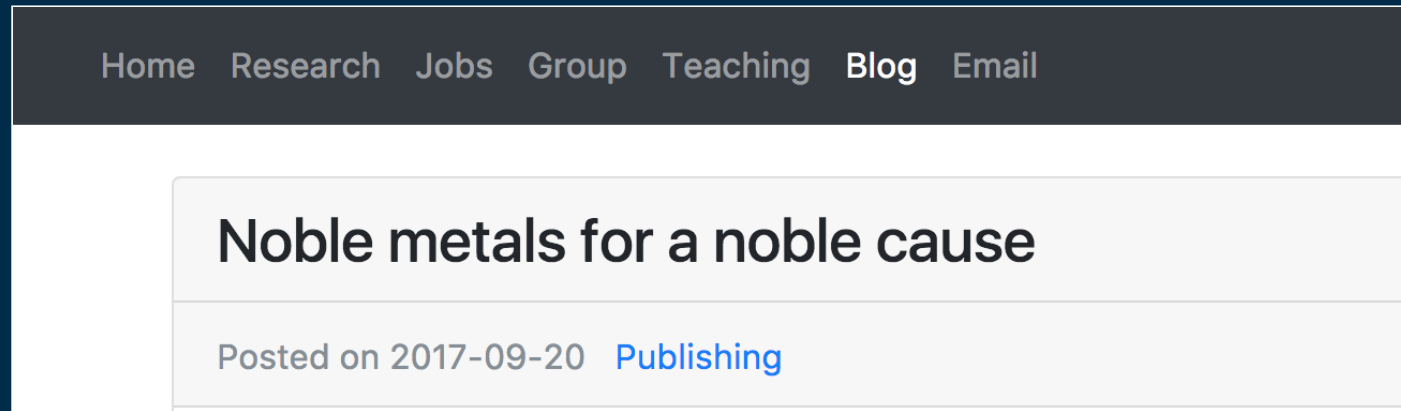 Home Research Jobs Group Teaching Blog Email
Noble metals for a noble cause
Posted on 2017-09-20 Publishing